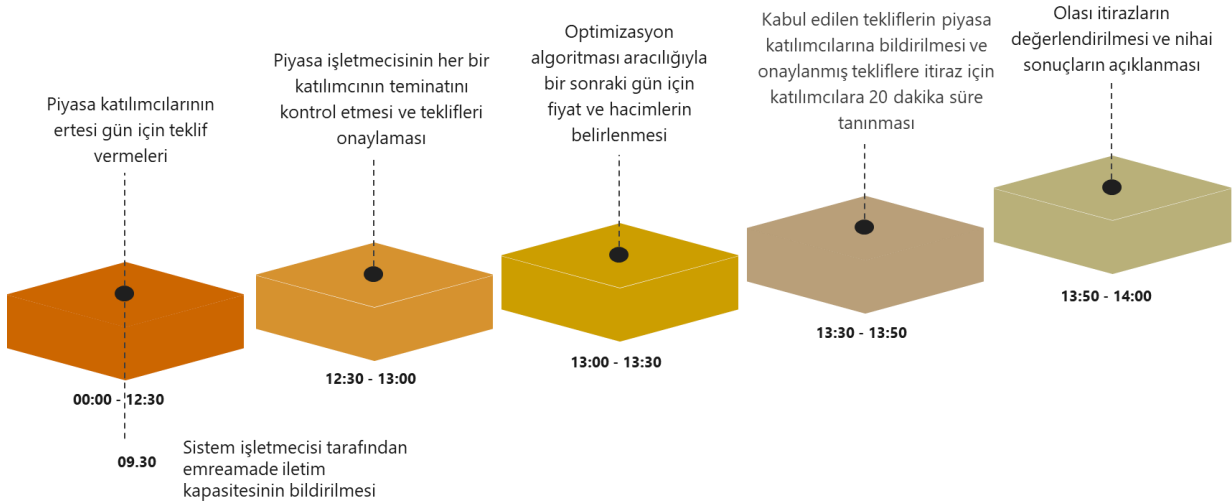 Piyasa katılımcılarının
ertesi gün için teklif
vermeleri
00:00 - 12:30
09.30
Sistem işletmecisi tarafından
emreamade iletim
kapasitesinin bildirilmesi
Piyasa işletmecisinin her bir
katılımcının teminatını
kontrol etmesi ve teklifleri
onaylaması
12:30 - 13:00
Optimizasyon
algoritması aracılığıyla
bir sonraki gün için
fiyat ve hacimlerin
belirlenmesi
13:00 - 13:30
Kabul edilen tekliflerin piyasa
katılımcılarına bildirilmesi ve
onaylanmış tekliflere itiraz için
katılımcılara 20 dakika süre
tanınması
13:30 - 13:50
Olası itirazların
değerlendirilmesi ve nihai
sonuçların açıklanması
13:50 - 14:00